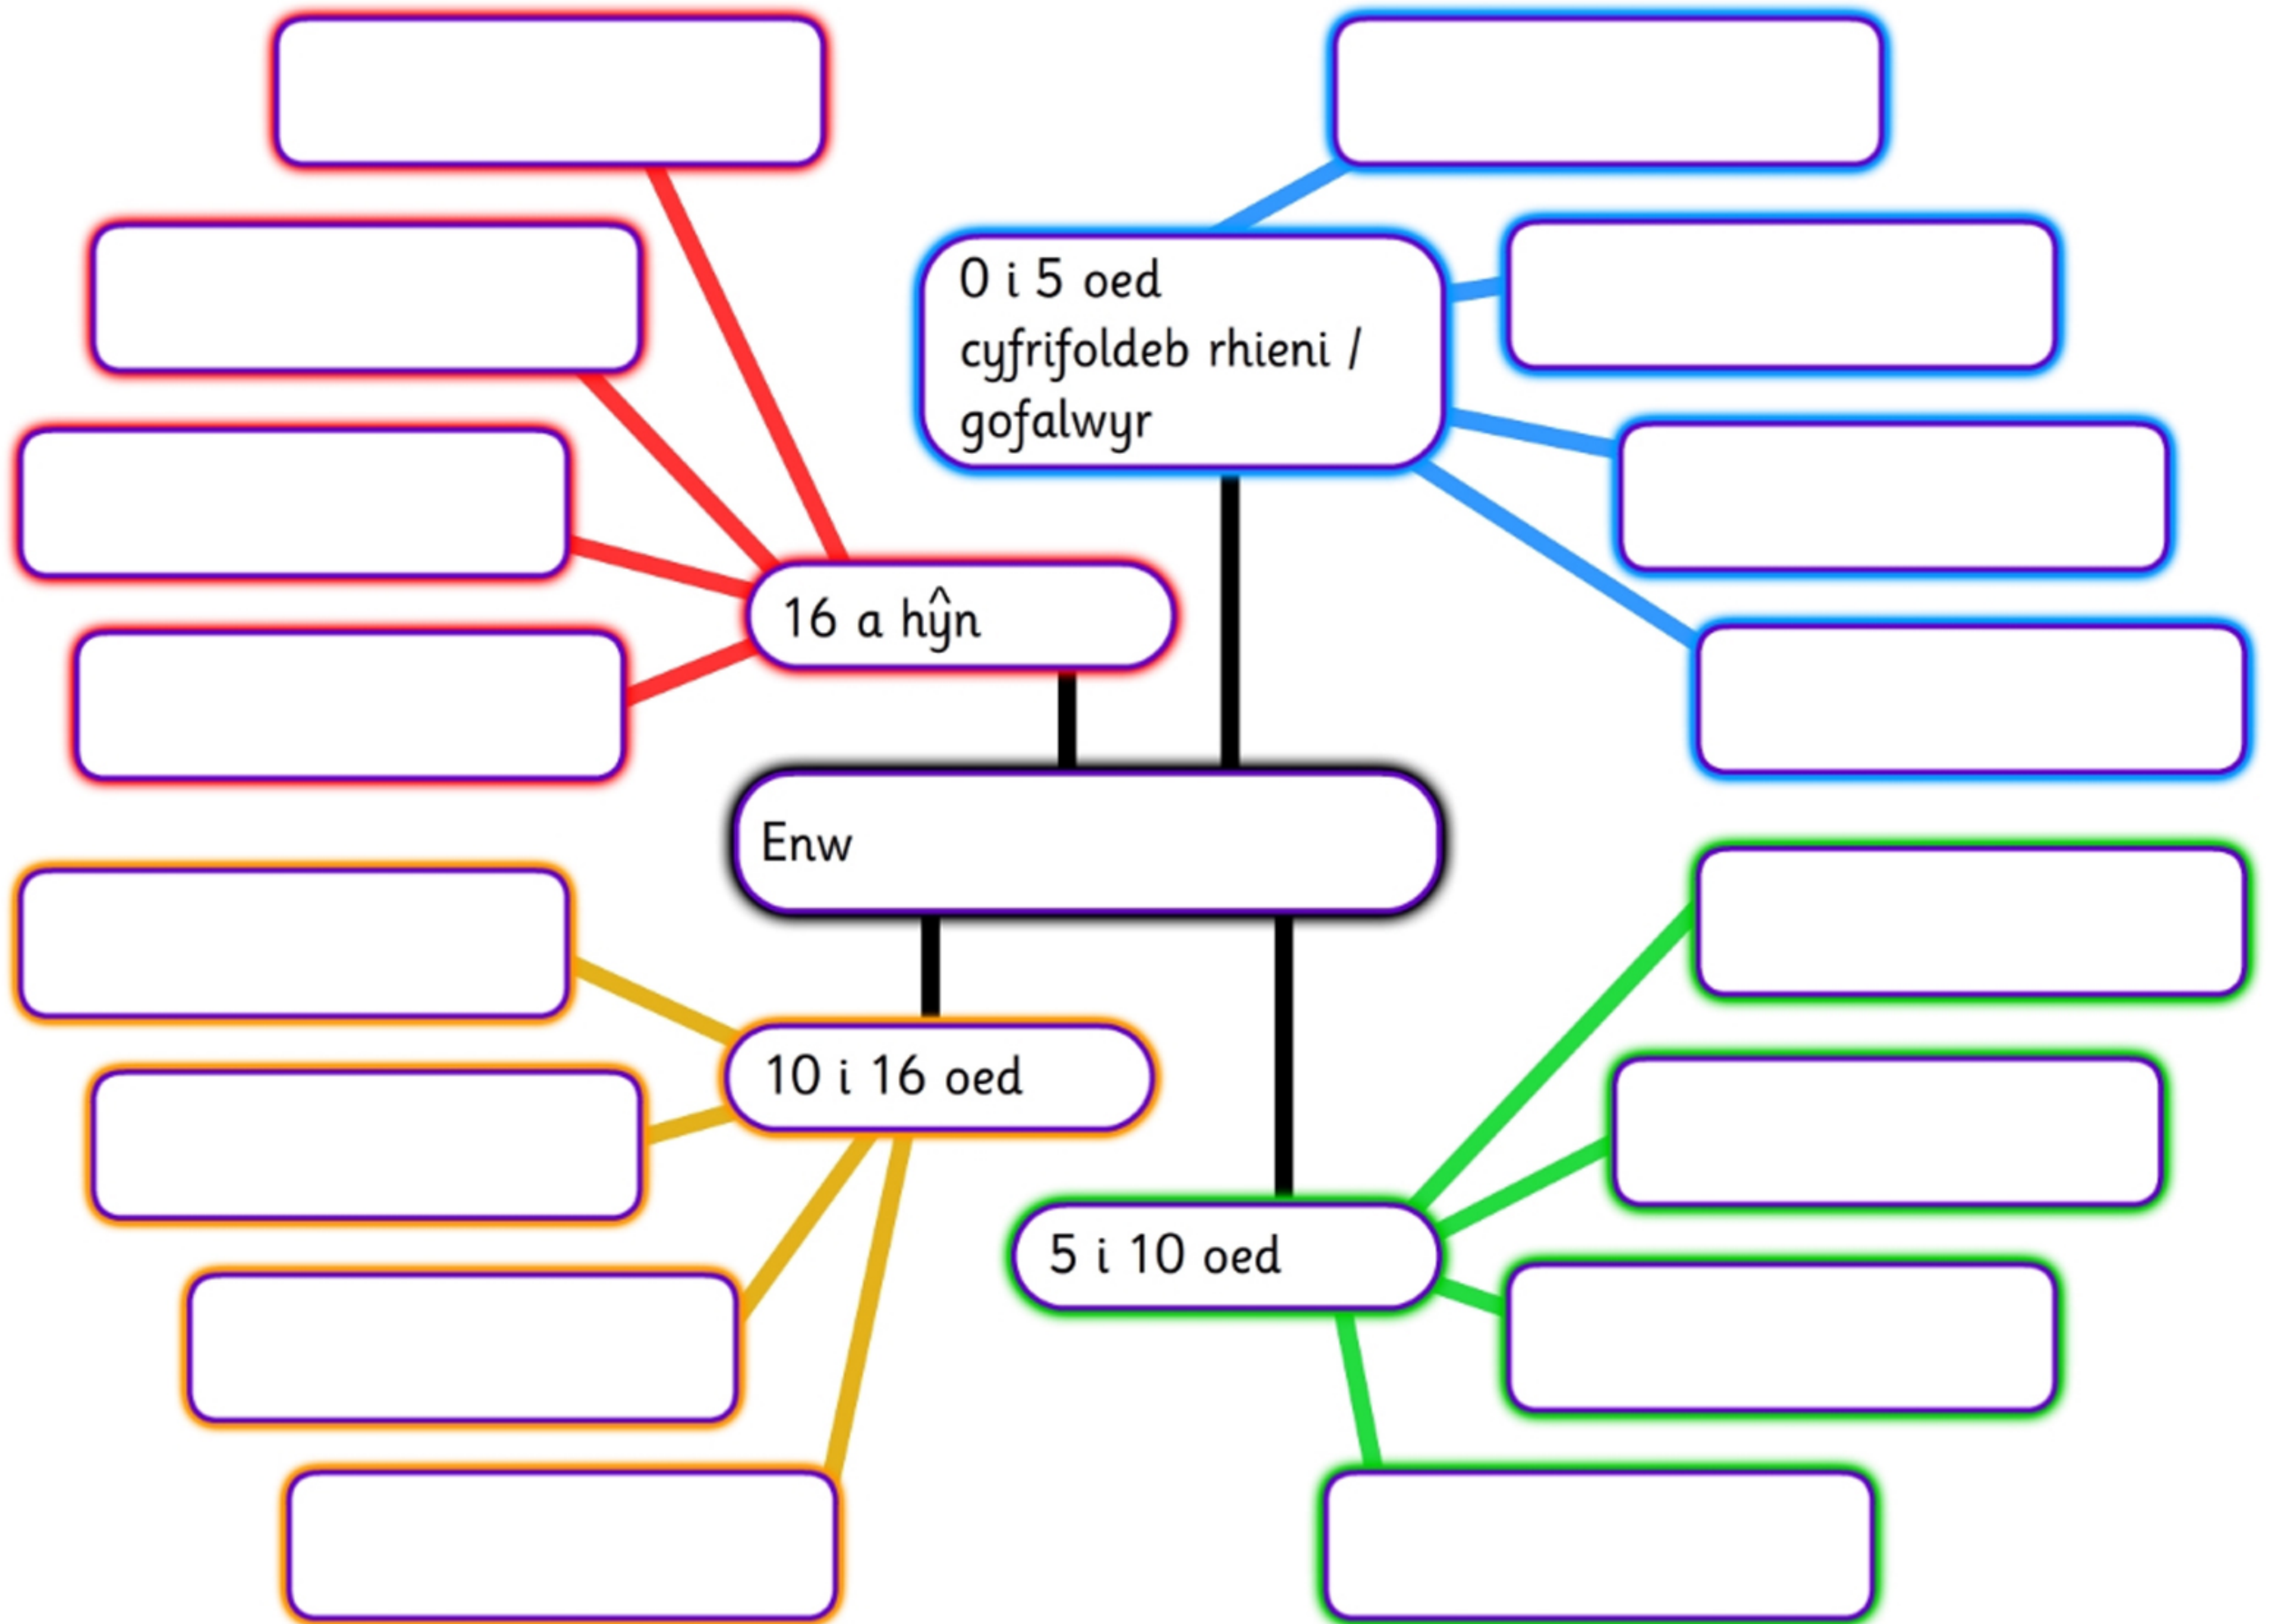 0 i 5 oed
cyfrifoldeb rhieni /
gofalwyr
16 a hŷn
Enw
10 i 16 oed
5 i 10 oed